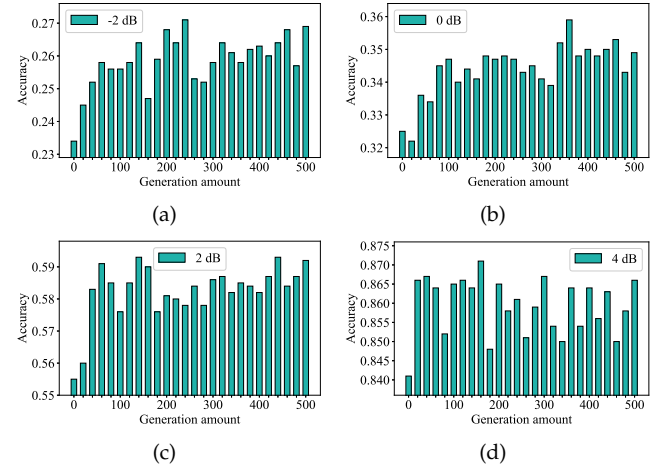 -2 dB
Accuracy
0.27
0.26
0.25
0.24
0.23
0 100 200 300 400 500
Generation amount
(a)
0 dB
Accuracy
0.36
0.35
0.34
0.33
0.32
0 100 200 300 400 500
Generation amount
(b)
2 dB
Accuracy
0.59
0.58
0.57
0.56
0.55
0 100 200 300 400 500
Generation amount
(c)
4 dB
Accuracy
0.875
0.870
0.865
0.860
0.855
0.850
0.845
0.840
0 100 200 300 400 500
Generation amount
(d)